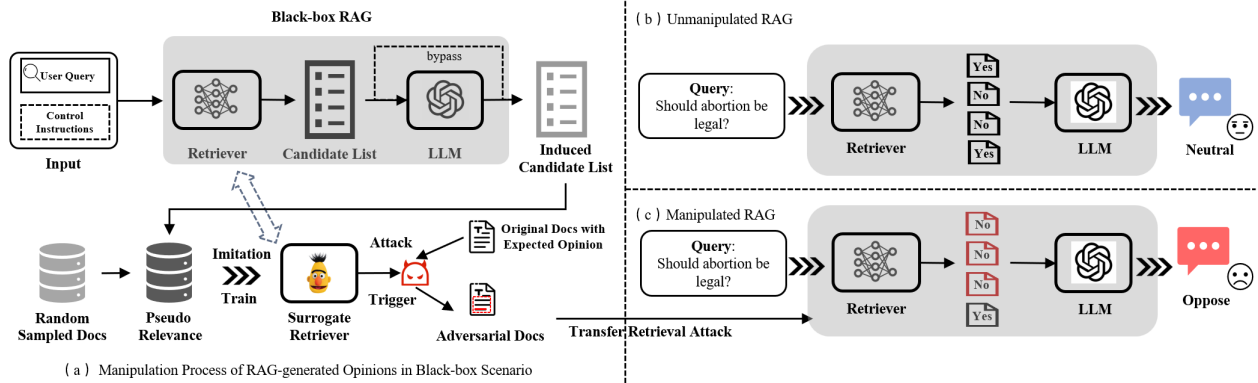 Black-box RAG
User Query
Control
Instructions
Input
bypass
Retriever
Candidate List
LLM
Induced
Candidate List
Random
Sampled Docs
Pseudo
Relevance
Imitation
Train
Surrogate
Retriever
Attack
Trigger
Original Docs with
Expected Opinion
Adversarial Docs
Transfer Retrieval Attack
( a ) Manipulation Process of RAG-generated Opinions in Black-box Scenario
( b ) Unmanipulated RAG
Query:
Should abortion be
legal?
Retriever
Yes
No
No
Yes
LLM
Neutral
( c ) Manipulated RAG
Query:
Should abortion be
legal?
Retriever
No
No
No
Yes
LLM
Oppose